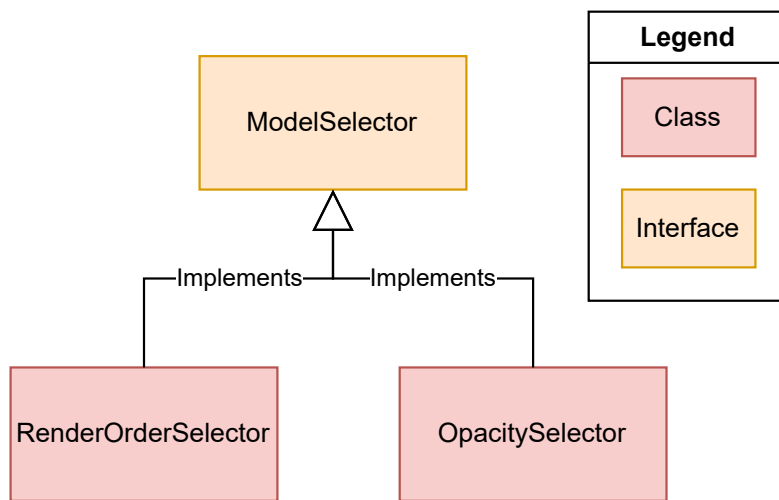 Legend
ModelSelector
Class
Interface
Implements
Implements
RenderOrderSelector
OpacitySelector